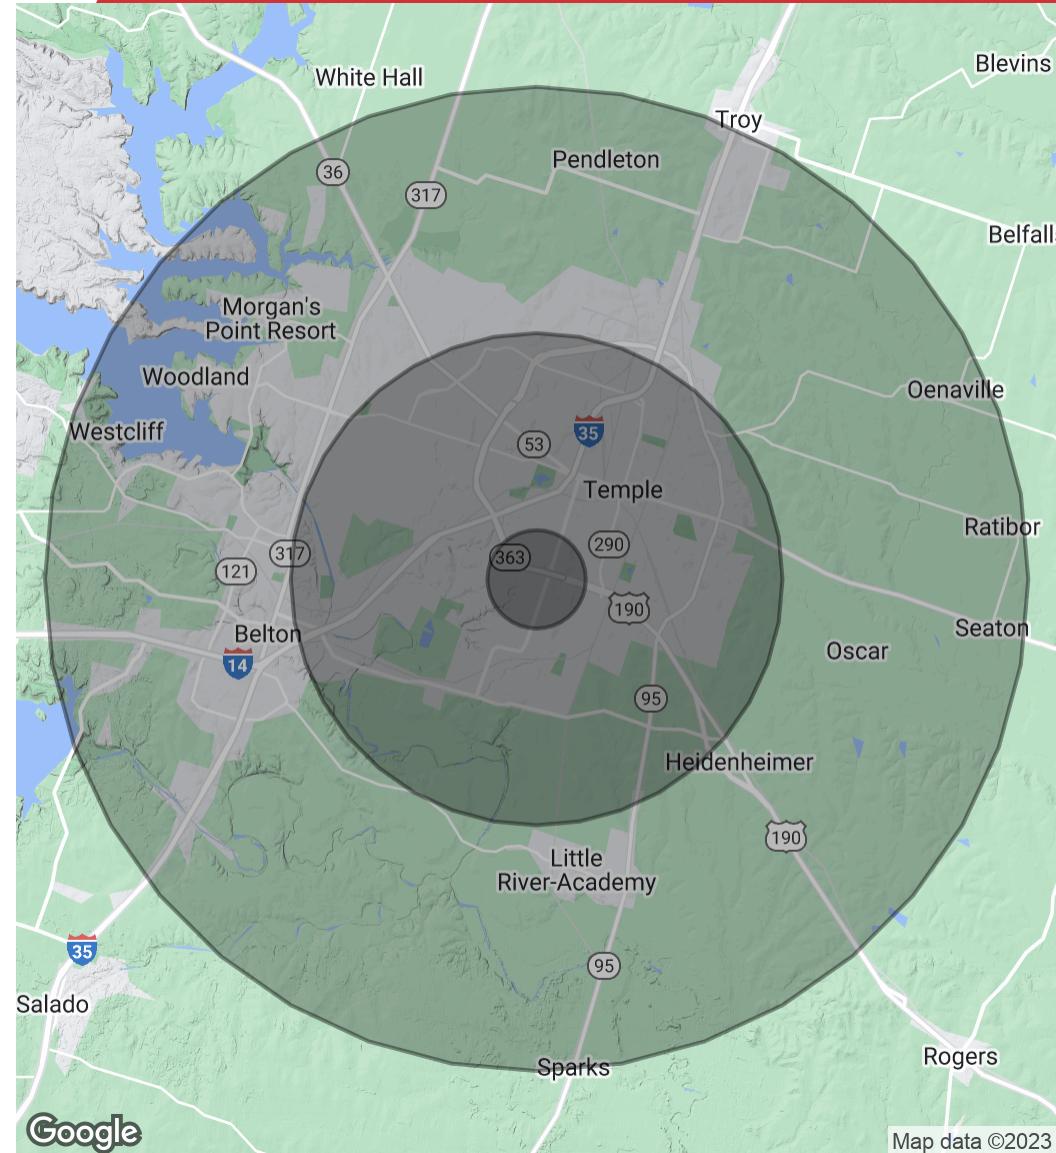 White Hall
Blevins
Troy
Pendleton
36
317
Belfall
Morgan's
Point Resort
Woodland
Oenaville
Westcliff
35
53
Temple
Ratibor
290
317
363
121
190
Seaton
Belton
Oscar
14
95
Heidenheimer
190
Little
River-Academy
35
95
Salado
Rogers
Sparks
Google
Map data ©2023